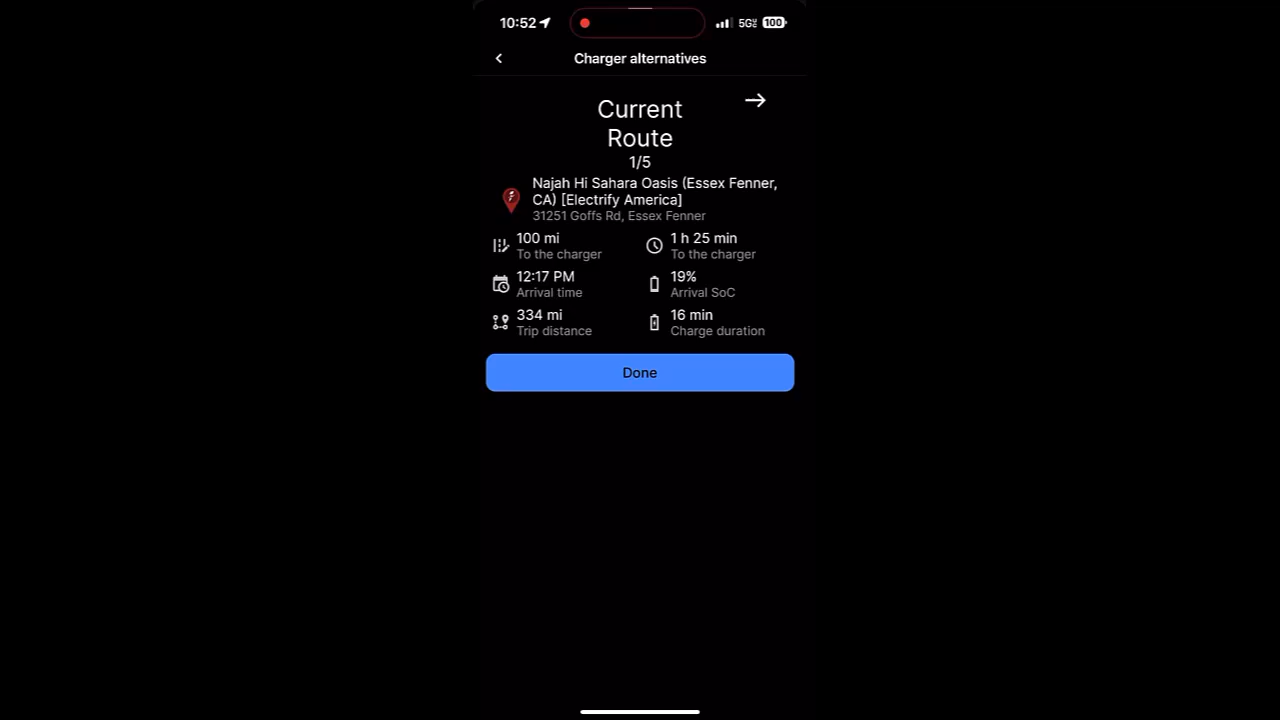 10:52
5G
100
Charger alternatives
Current
Route
1/5
Najah Hi Sahara Oasis (Essex Fenner,
CA) [Electrify America]
31251 Goffs Rd, Essex Fenner
100 mi
To the charger
1 h 25 min
To the charger
12:17 PM
Arrival time
19%
Arrival SoC
334 mi
Trip distance
16 min
Charge duration
Done